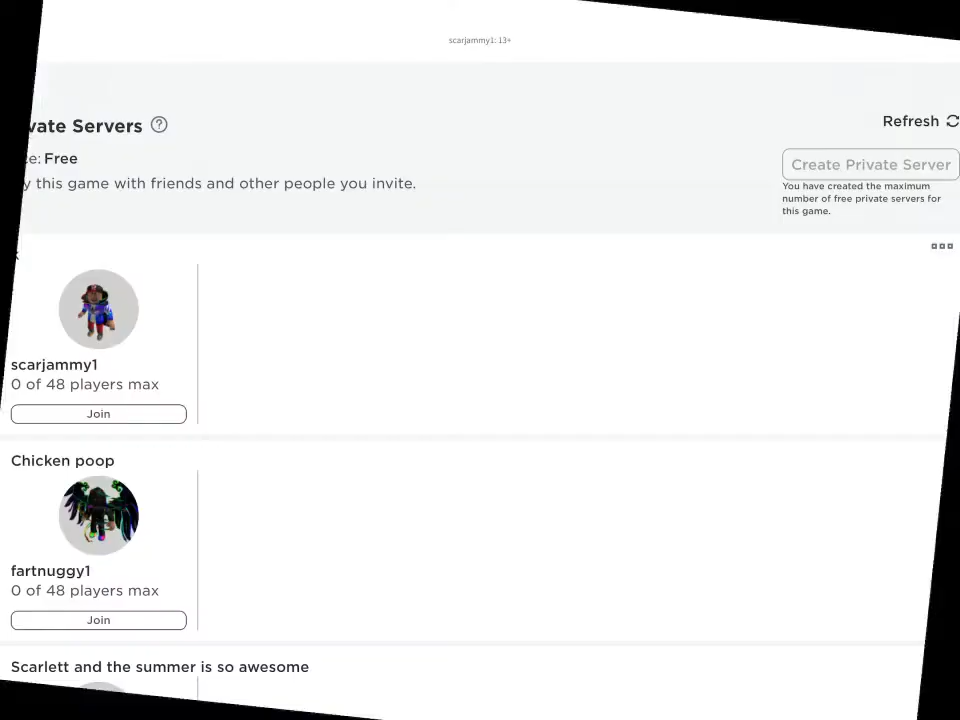 scarjammy1: 13+
vate Servers ?
Refresh
e: Free
Create Private Server
y this game with friends and other people you invite.
You have created the maximum
number of free private servers for
this game.
scarjammy1
0 of 48 players max
Join
Chicken poop
fartnuggy1
0 of 48 players max
Join
Scarlett and the summer is so awesome